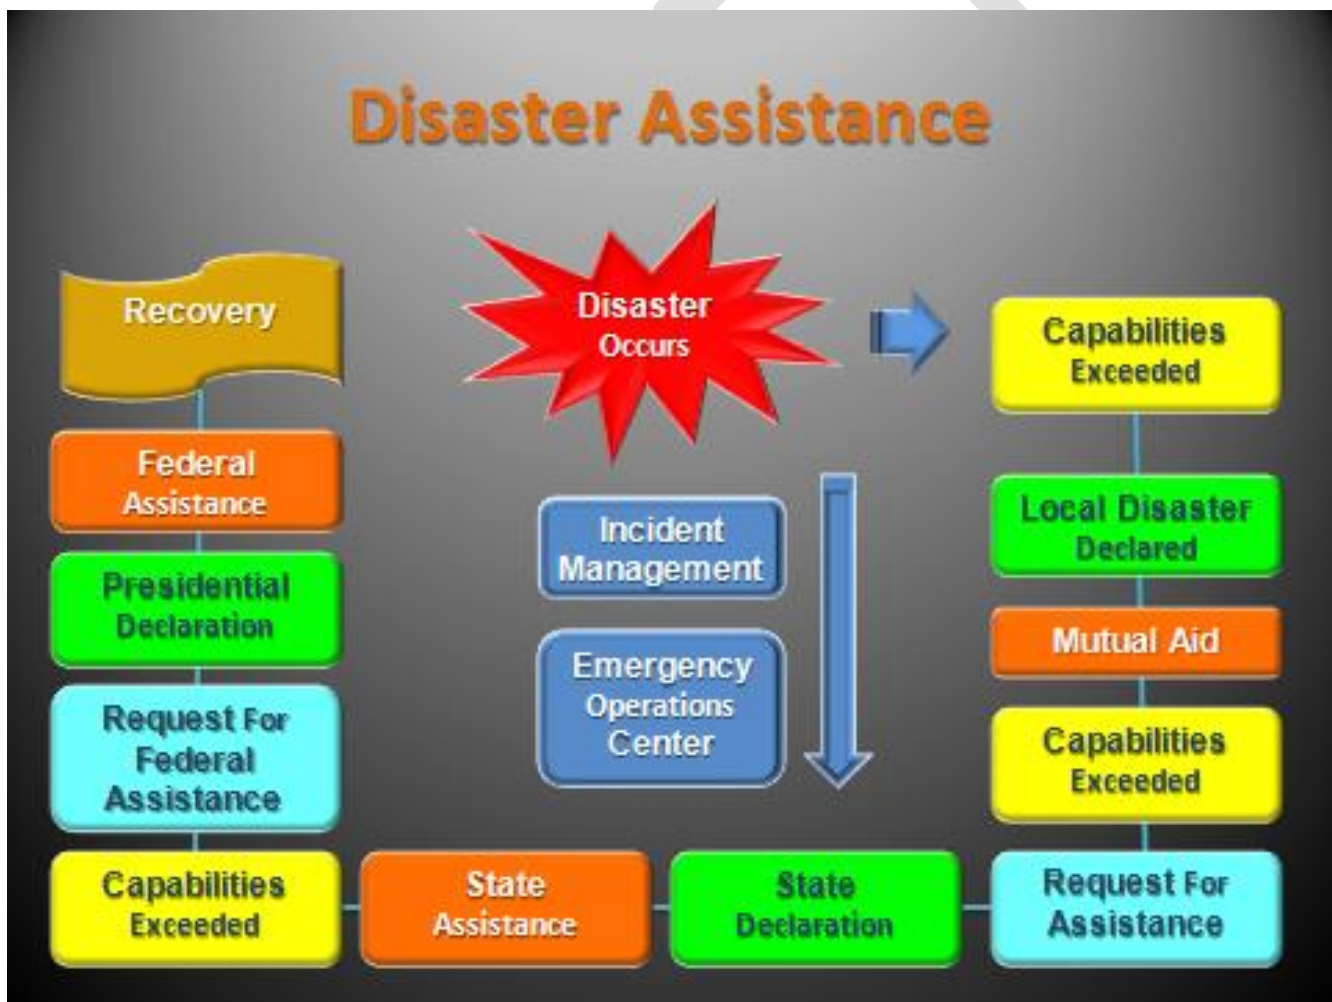 Disaster Assistance
Disaster
Occurs
Capabilities
Exceeded
Local Disaster
Declared
Mutual Aid
Capabilities
Exceeded
Request For
Assistance
State
Declaration
State
Assistance
Capabilities
Exceeded
Request For
Federal
Assistance
Presidential
Declaration
Federal
Assistance
Recovery
Incident
Management
Emergency
Operations
Center